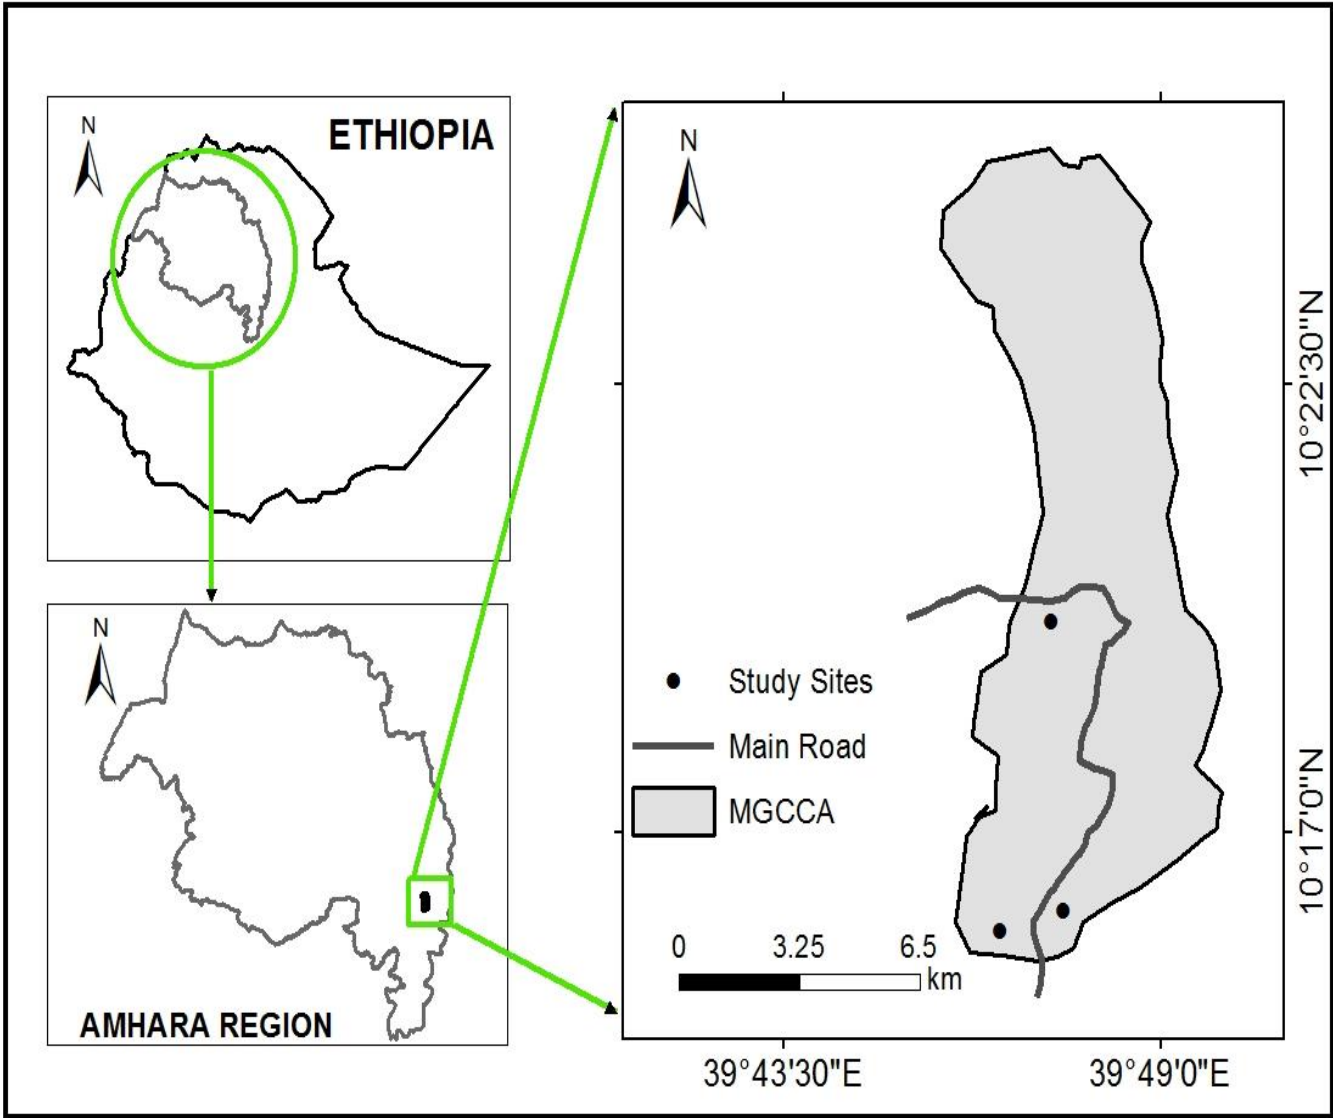 N
ETHIOPIA
N
AMHARA REGION
N
Study Sites
Main Road
MGCCA
0 3.25 6.5
km
10°22'30"N
10°17'0"N
39°43'30"E 39°49'0"E